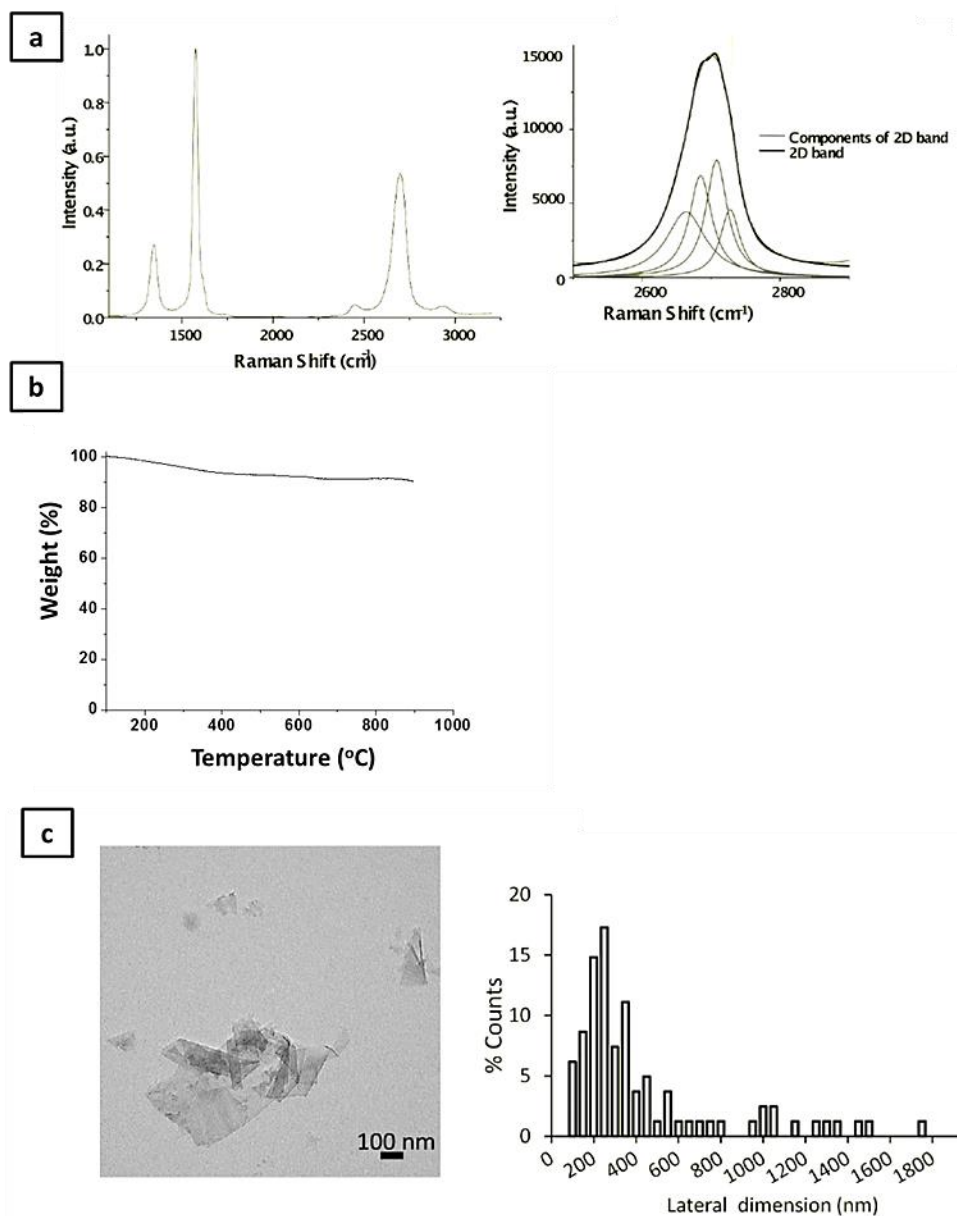 a
1.0
0.8
0.6
0.4
0.2
0.0
Intensity (a.u.)
1500 2000 2500 3000
Raman Shift (cm-1)
15000
10000
5000
0
Intensity (a.u.)
2600 2800
Raman Shift (cm-1)
Components of 2D band
2D band
b
100
80
60
40
20
0
Weight (%)
200 400 600 800 1000
Temperature (oC)
c
100 nm
20
15
10
5
0
% Counts
0 200 400 600 800 1000 1200 1400 1600 1800
Lateral dimension (nm)